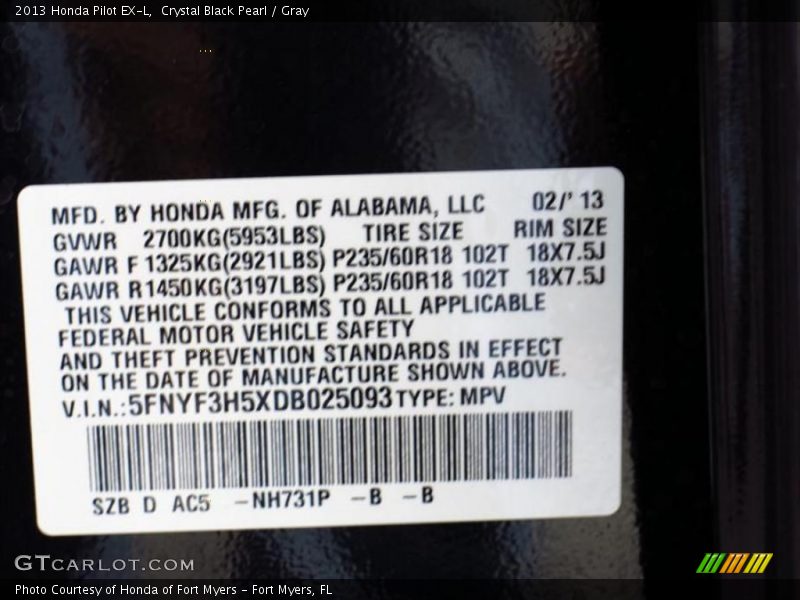 2013 Honda Pilot EX-L,  Crystal Black Pearl / Gray
MFD. BY HONDA MFG. OF ALABAMA, LLC 02/' 13
GVWR 2700KG(5953LBS) TIRE SIZE RIM SIZE
GAWR F 1325KG(2921LBS) P235/60R18 102T 18X7.5J
GAWR R1450KG(3197LBS) P235/60R18 102T 18X7.5J
THIS VEHICLE CONFORMS TO ALL APPLICABLE
FEDERAL MOTOR VEHICLE SAFETY
AND THEFT PREVENTION STANDARDS IN EFFECT
ON THE DATE OF MANUFACTURE SHOWN ABOVE.
V.I.N.:5FNYF3H5XDB025093 TYPE: MPV
SZB D AC5 -NH731P -B -B
GTCARLOT.COM
Photo Courtesy of Honda of Fort Myers - Fort Myers, FL